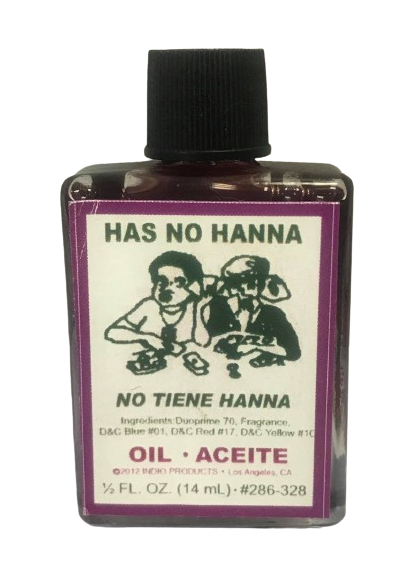 HAS NO HANNA
NO TIENE HANNA
Ingredients:Duoprime 70, Fragrance,
D&C Blue #01, D&C Red #17, D&C Yellow #10
OIL • ACEITE
©2012 INDIO PRODUCTS • Los Angeles, CA
½ FL. OZ. (14 mL) • #286-328